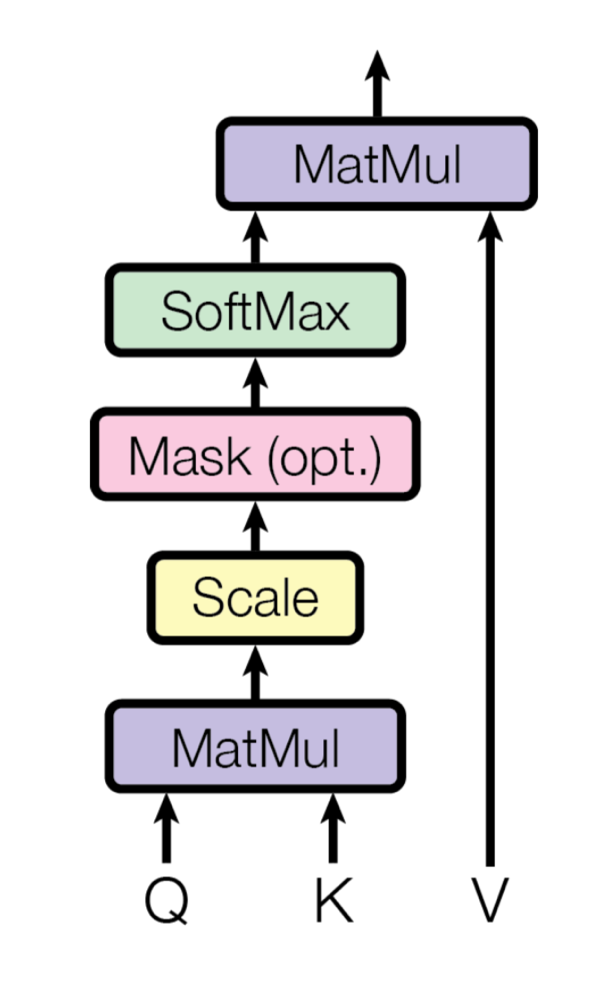 MatMul
SoftMax
Mask (opt.)
Scale
MatMul
Q K V